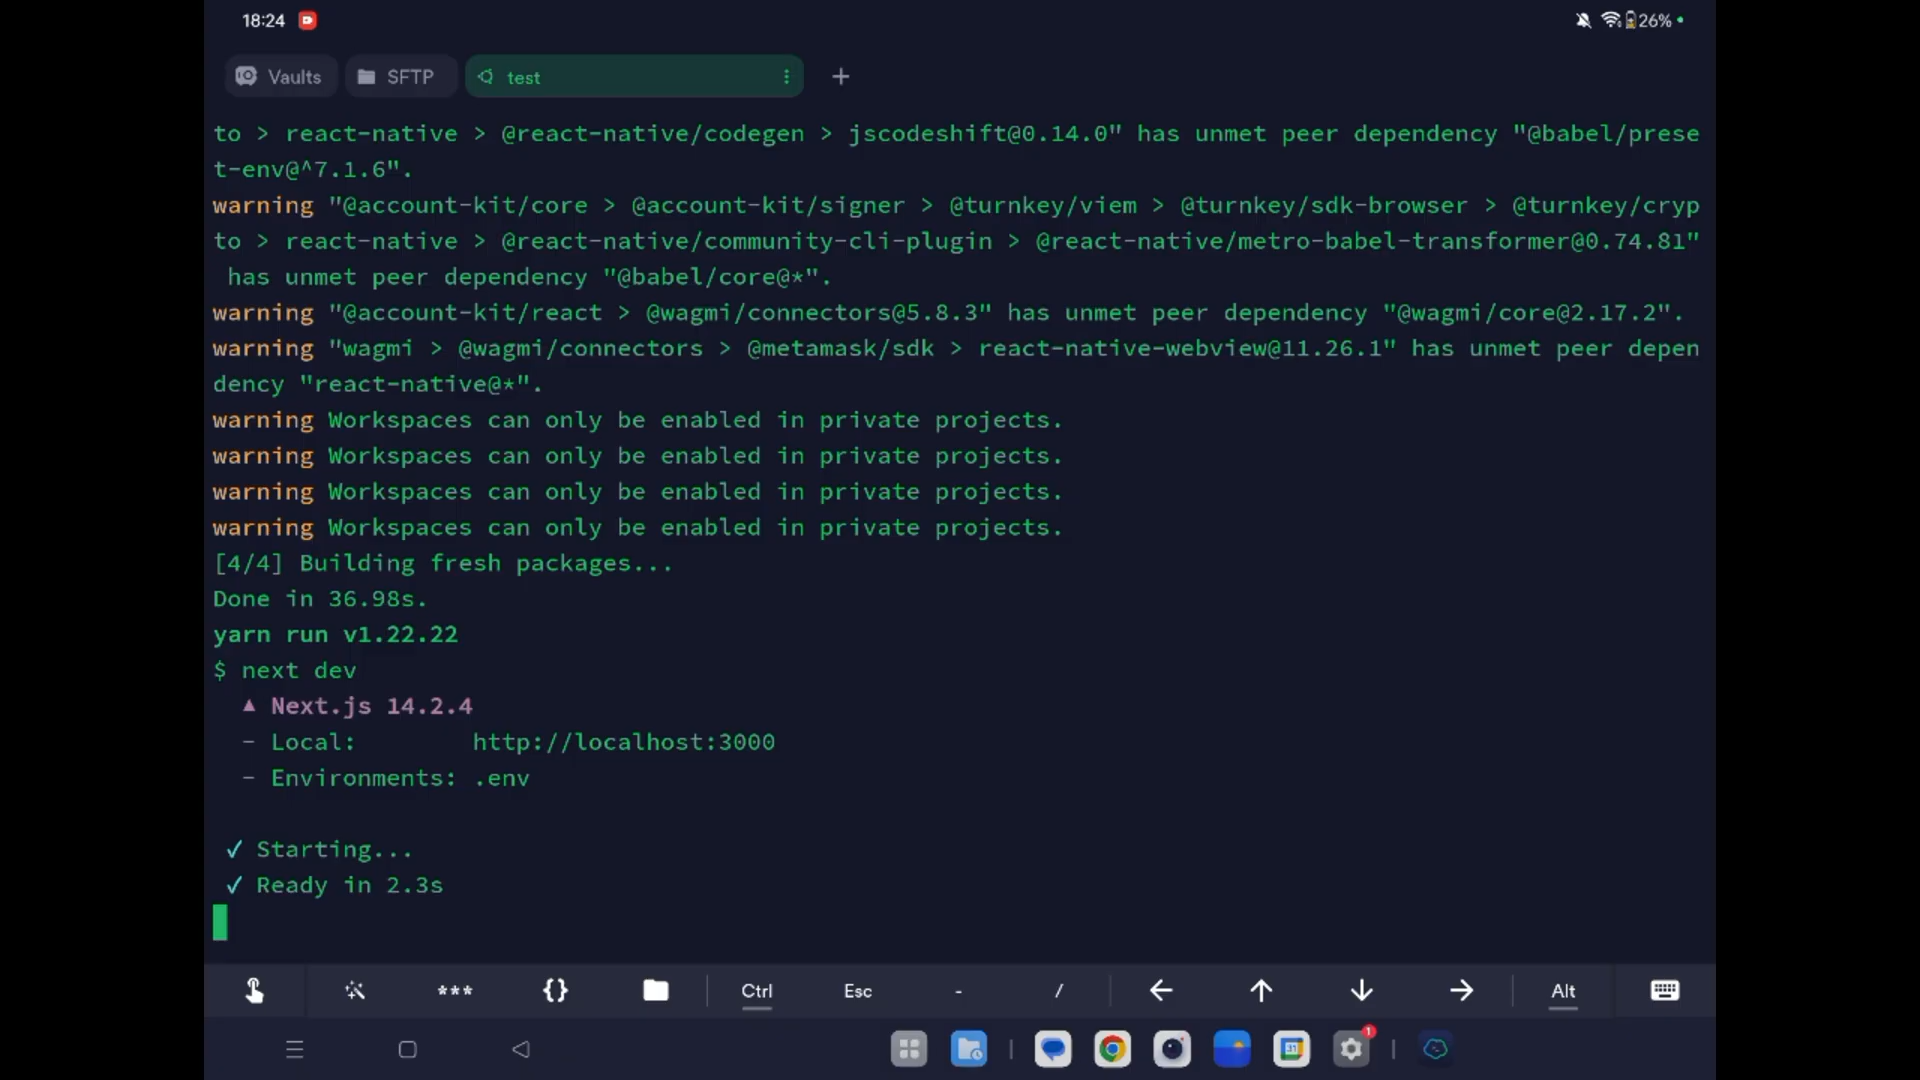 18:24
26%
Vaults
SFTP
test
to > react-native > @react-native/codegen > jscodeshift@0.14.0" has unmet peer dependency "@babel/prese
t-env@^7.1.6".
warning "@account-kit/core > @account-kit/signer > @turnkey/viem > @turnkey/sdk-browser > @turnkey/cryp
to > react-native > @react-native/community-cli-plugin > @react-native/metro-babel-transformer@0.74.81"
has unmet peer dependency "@babel/core@*".
warning "@account-kit/react > @wagmi/connectors@5.8.3" has unmet peer dependency "@wagmi/core@2.17.2".
warning "wagmi > @wagmi/connectors > @metamask/sdk > react-native-webview@11.26.1" has unmet peer depen
dency "react-native@*".
warning Workspaces can only be enabled in private projects.
warning Workspaces can only be enabled in private projects.
warning Workspaces can only be enabled in private projects.
warning Workspaces can only be enabled in private projects.
[4/4] Building fresh packages...
Done in 36.98s.
yarn run v1.22.22
$ next dev
▲ Next.js 14.2.4
- Local: http://localhost:3000
- Environments: .env
✓ Starting...
✓ Ready in 2.3s
*** {} Ctrl Esc - / ← ↑ ↓ → Alt
31
1